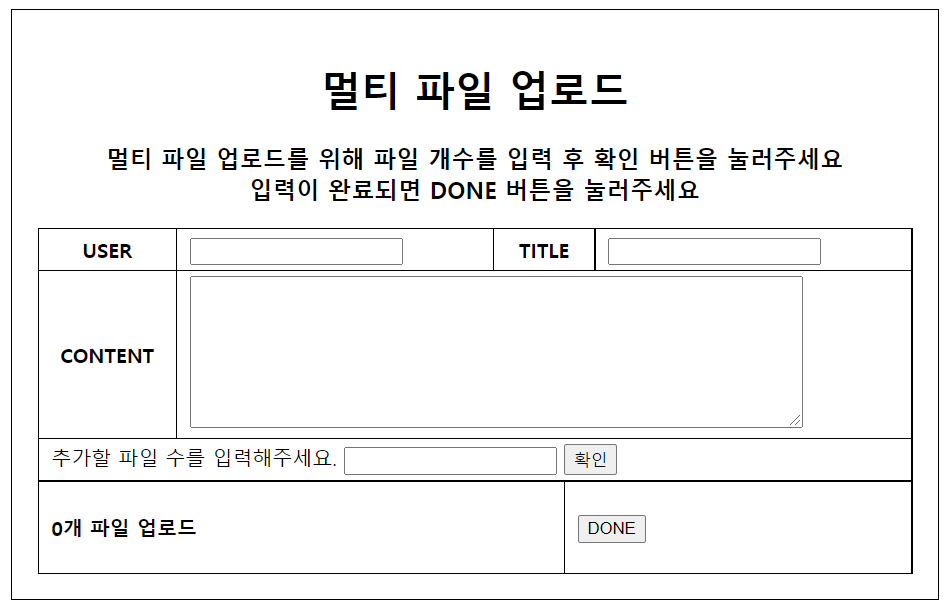 멀티 파일 업로드
멀티 파일 업로드를 위해 파일 개수를 입력 후 확인 버튼을 눌러주세요
입력이 완료되면 DONE 버튼을 눌러주세요
USER TITLE
CONTENT
추가할 파일 수를 입력해주세요. 확인
0개 파일 업로드 DONE